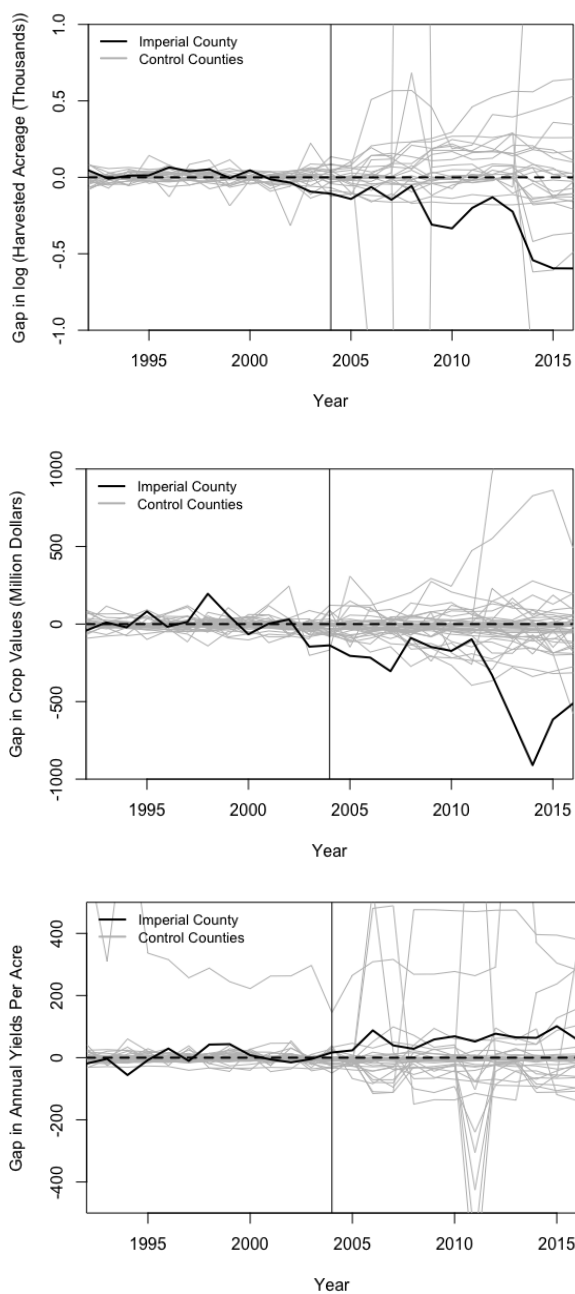 Gap in log (Harvested Acreage (Thousands))
1.0
0.5
0.0
-0.5
-1.0
Imperial County
Control Counties
1995 2000 2005 2010 2015
Year
Gap in Crop Values (Million Dollars)
1000
500
0
-500
-1000
Imperial County
Control Counties
1995 2000 2005 2010 2015
Year
Gap in Annual Yields Per Acre
400
200
0
-200
-400
Imperial County
Control Counties
1995 2000 2005 2010 2015
Year